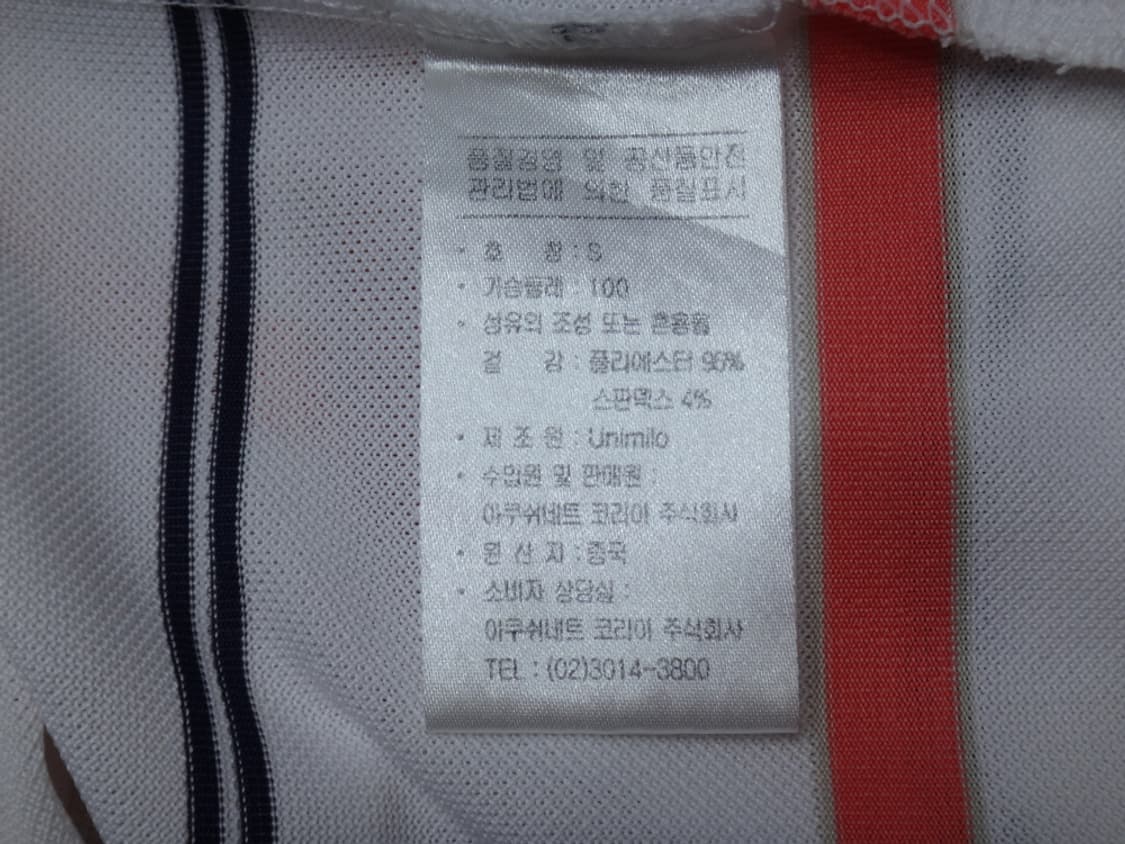 품질경영 및 공산품안전
관리법에 의한 품질표시
· 호 칭 : S
· 가슴둘레 : 100
· 섬유의 조성 또는 혼용율
겉 감 : 폴리에스터 96%
스판덱스 4%
· 제 조 원 : Unimilo
· 수입원 및 판매원 :
아쿠쉬네트 코리아 주식회사
· 원 산 지 : 중국
· 소비자 상담실 :
아쿠쉬네트 코리아 주식회사
TEL : (02)3014-3800